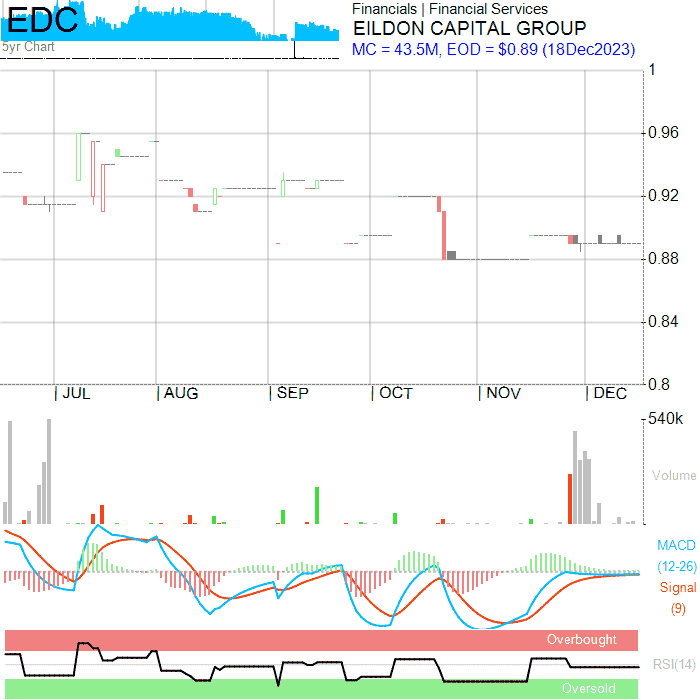 EDC
5yr Chart
Financials | Financial Services
EILDON CAPITAL GROUP
MC = 43.5M, EOD = $0.89 (18Dec2023)
1
0.96
0.92
0.88
0.84
0.8
| JUL | AUG | SEP | OCT | NOV | DEC
540k
Volume
MACD
(12-26)
Signal
(9)
Overbought
RSI(14)
Oversold